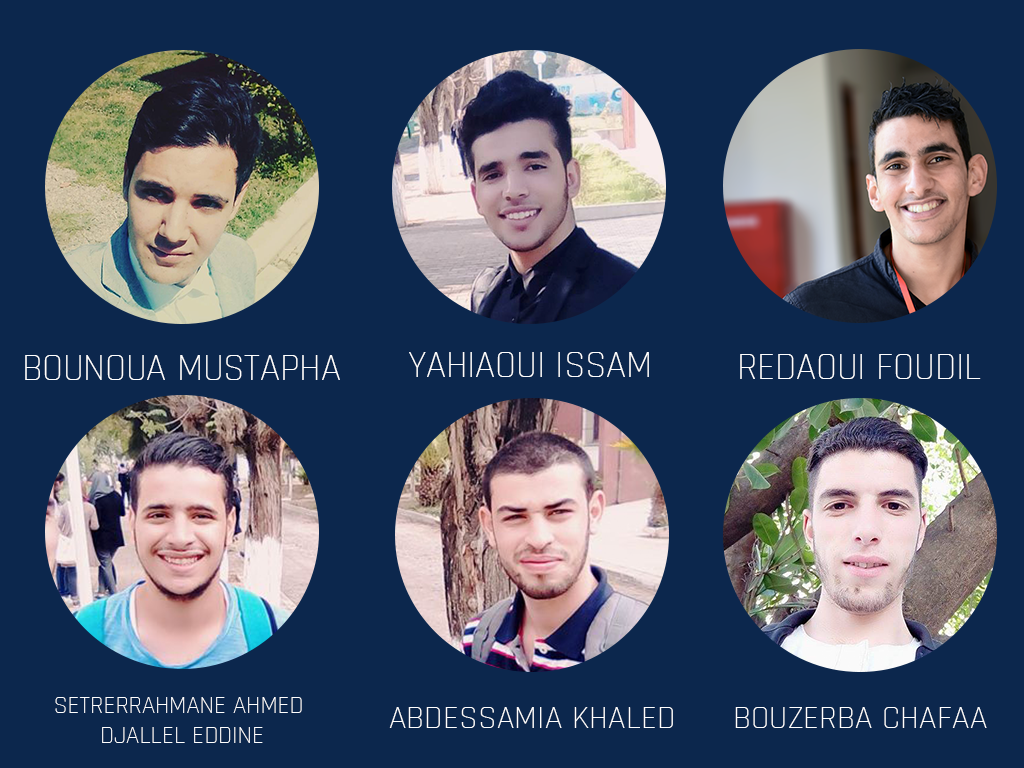 BOUNOUA MUSTAPHA
YAHIAOUI ISSAM
REDAOUI FOUDIL
SETRERRAHMANE AHMED
DJALLEL EDDINE
ABDESSAMIA KHALED
BOUZERBA CHAFAA